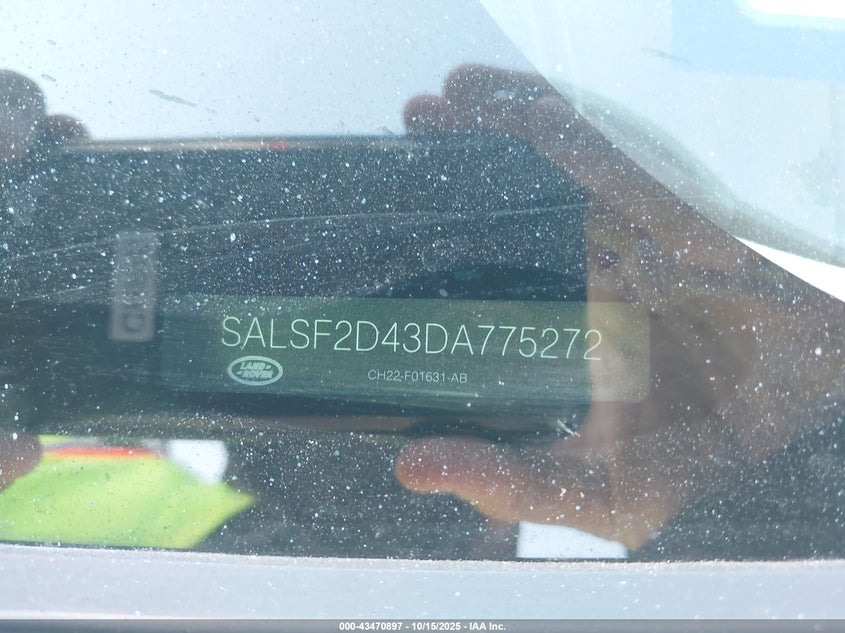 SALSF2D43DA775272
LAND-
-ROVER
CH22-F01631-AB
000-43470897 - 10/15/2025 - IAA Inc.